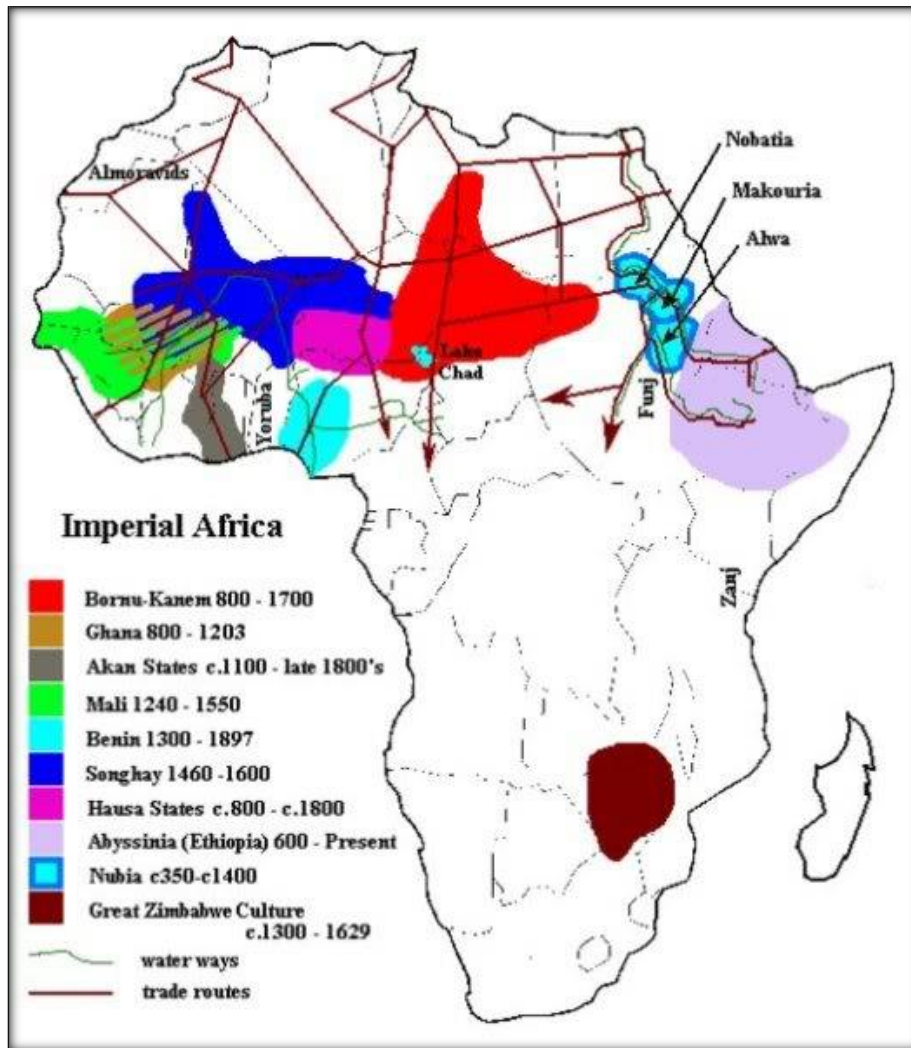 Nobatia
Almoravids
Makouria
Alwa
Lake
Chad
Yoruba
Funj
Zanj
Imperial Africa
Bornu-Kanem 800 - 1700
Ghana 800 - 1203
Akan States c.1100 - late 1800's
Mali 1240 - 1550
Benin 1300 - 1897
Songhay 1460 -1600
Hausa States c.800 - c.1800
Abyssinia (Ethiopia) 600 - Present
Nubia c350-c1400
Great Zimbabwe Culture
c.1300 - 1629
water ways
trade routes